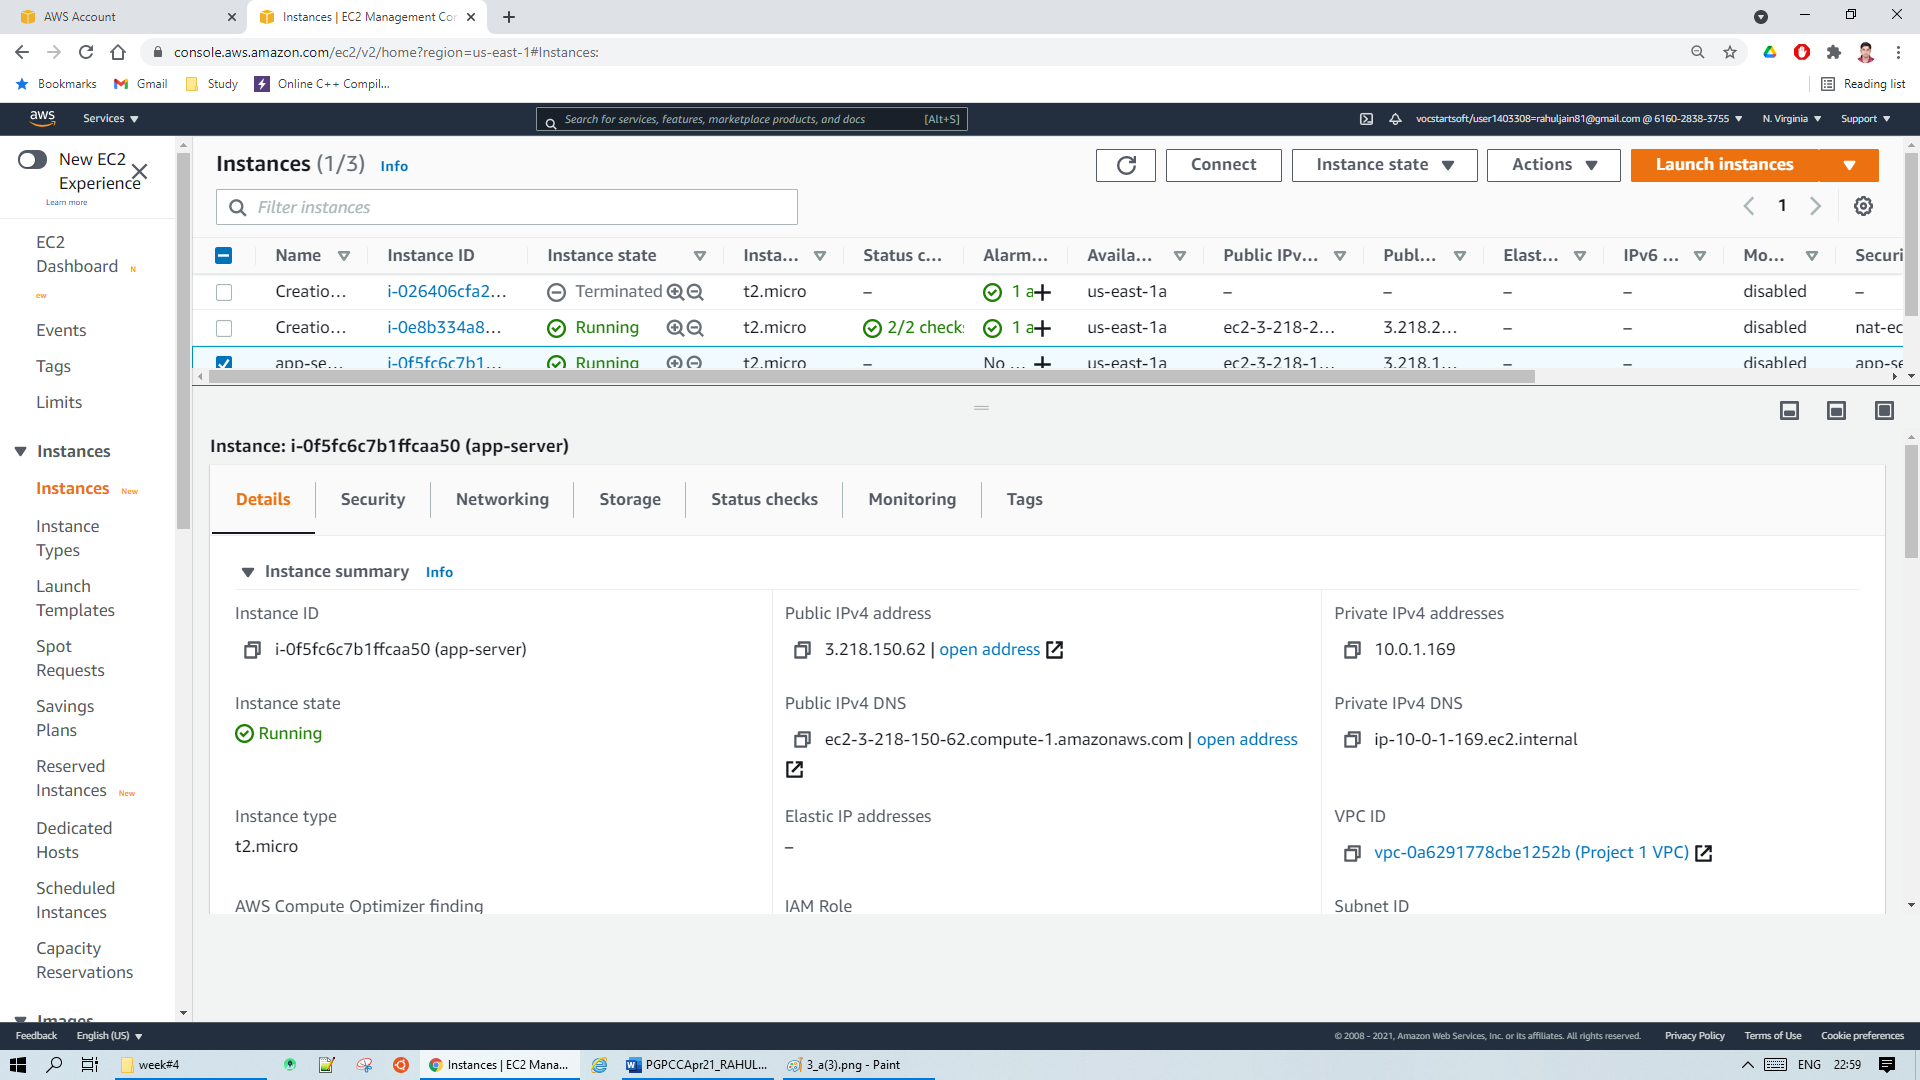 AWS Account
Instances | EC2 Management Con
console.aws.amazon.com/ec2/v2/home?region=us-east-1#Instances:
Bookmarks
Gmail
Study
Online C++ Compil...
Reading list
aws
Services
Search for services, features, marketplace products, and docs
[Alt+S]
vocstartsoft/user1403308=rahuljain81@gmail.com @ 6160-2838-3755
N. Virginia
Support
New EC2
Experience
Learn more
EC2
Dashboard
N
ew
Events
Tags
Limits
Instances
Instances New
Instance
Types
Launch
Templates
Spot
Requests
Savings
Plans
Reserved
Instances New
Dedicated
Hosts
Scheduled
Instances
Capacity
Reservations
Images
Instances (1/3) Info
Connect
Instance state
Actions
Launch instances
Filter instances
1
Name Instance ID Instance state Insta... Status c... Alarm... Availa... Public IPv... Publ... Elast... IPv6 ... Mo... Securi
Creatio... i-026406cfa2... Terminated t2.micro – 1 a us-east-1a – – – – disabled –
Creatio... i-0e8b334a8... Running t2.micro 2/2 checks 1 a us-east-1a ec2-3-218-2... 3.218.2... – – disabled nat-ec
app-se... i-0f5fc6c7b1... Running t2.micro – No ... us-east-1a ec2-3-218-1... 3.218.1... – – disabled app-se
Instance: i-0f5fc6c7b1ffcaa50 (app-server)
Details
Security
Networking
Storage
Status checks
Monitoring
Tags
Instance summary Info
Instance ID
i-0f5fc6c7b1ffcaa50 (app-server)
Public IPv4 address
3.218.150.62 | open address
Private IPv4 addresses
10.0.1.169
Instance state
Running
Public IPv4 DNS
ec2-3-218-150-62.compute-1.amazonaws.com | open address
Private IPv4 DNS
ip-10-0-1-169.ec2.internal
Instance type
t2.micro
Elastic IP addresses
–
VPC ID
vpc-0a6291778cbe1252b (Project 1 VPC)
AWS Compute Optimizer finding
IAM Role
Subnet ID
Feedback
English (US)
© 2008 - 2021, Amazon Web Services, Inc. or its affiliates. All rights reserved.
Privacy Policy
Terms of Use
Cookie preferences
week#4
Instances | EC2 Mana...
PGPCCApr21_RAHUL...
3_a(3).png - Paint
ENG
22:59